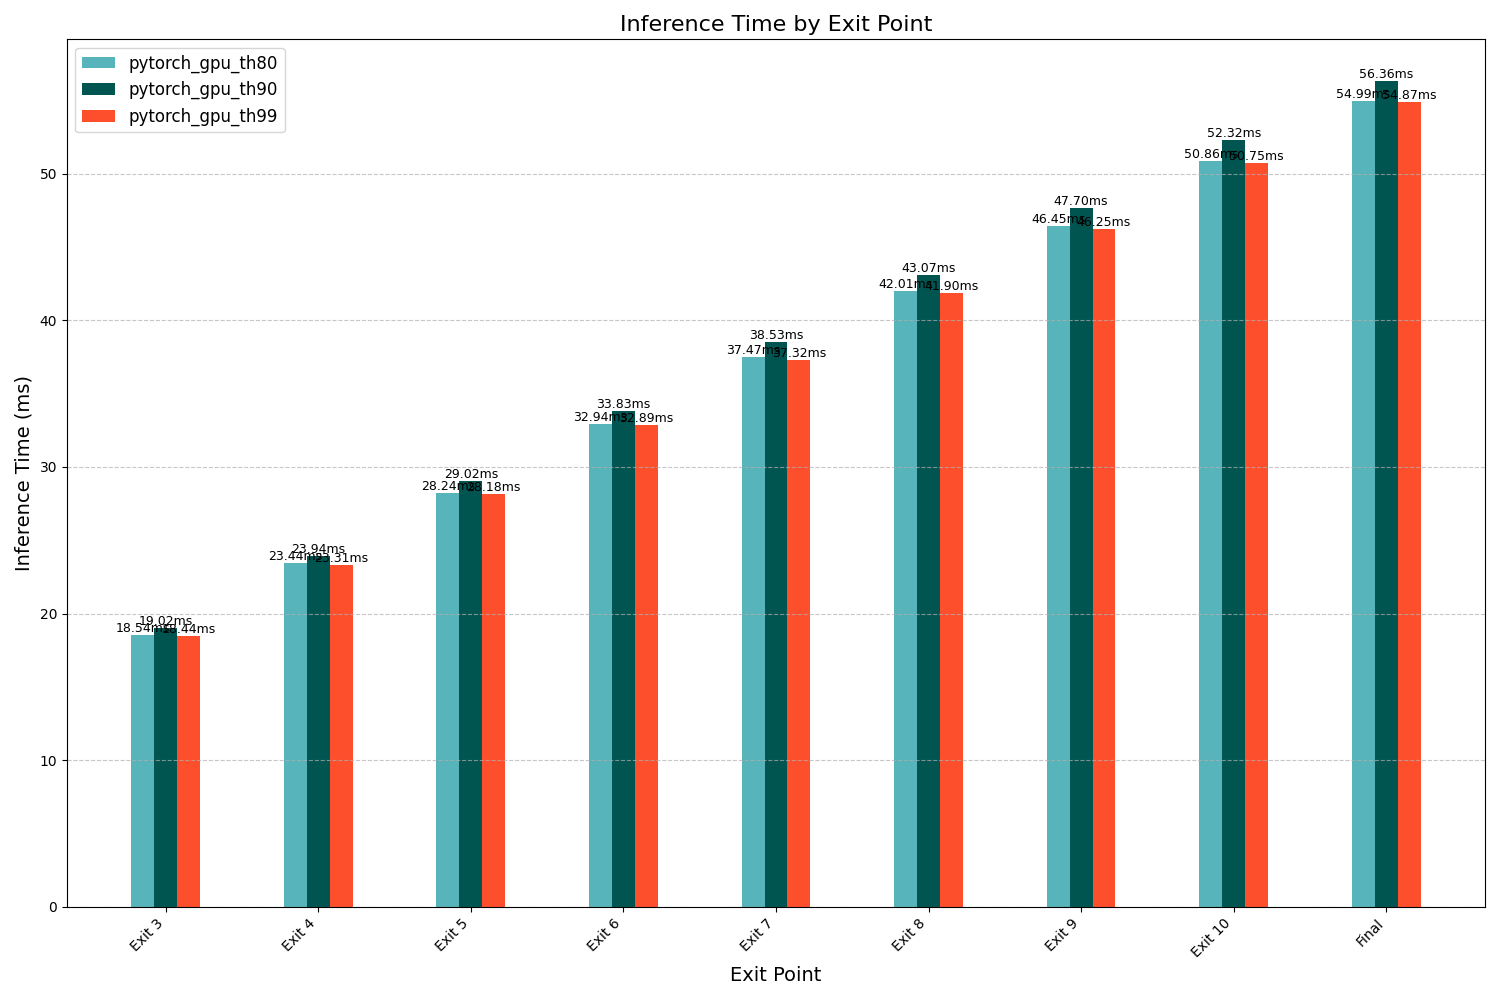 Inference Time by Exit Point
pytorch_gpu_th80
pytorch_gpu_th90
pytorch_gpu_th99
Inference Time (ms)
50
40
30
20
10
0
18.54ms
19.02ms
18.44ms
23.44ms
23.94ms
23.31ms
28.24ms
29.02ms
28.18ms
32.94ms
33.83ms
32.89ms
37.47ms
38.53ms
37.32ms
42.01ms
43.07ms
41.90ms
46.45ms
47.70ms
46.25ms
50.86ms
52.32ms
50.75ms
54.99ms
56.36ms
54.87ms
Exit 3
Exit 4
Exit 5
Exit 6
Exit 7
Exit 8
Exit 9
Exit 10
Final
Exit Point